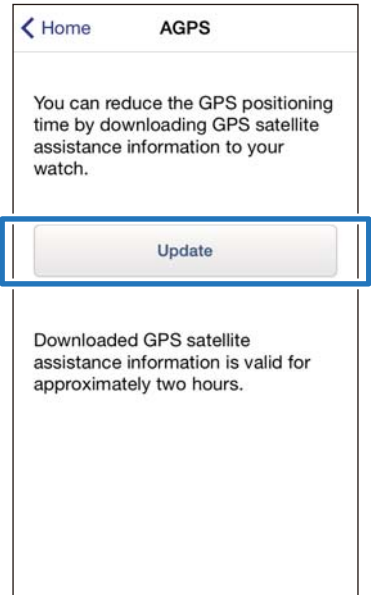 Home AGPS
You can reduce the GPS positioning
time by downloading GPS satellite
assistance information to your
watch.
Update
Downloaded GPS satellite
assistance information is valid for
approximately two hours.